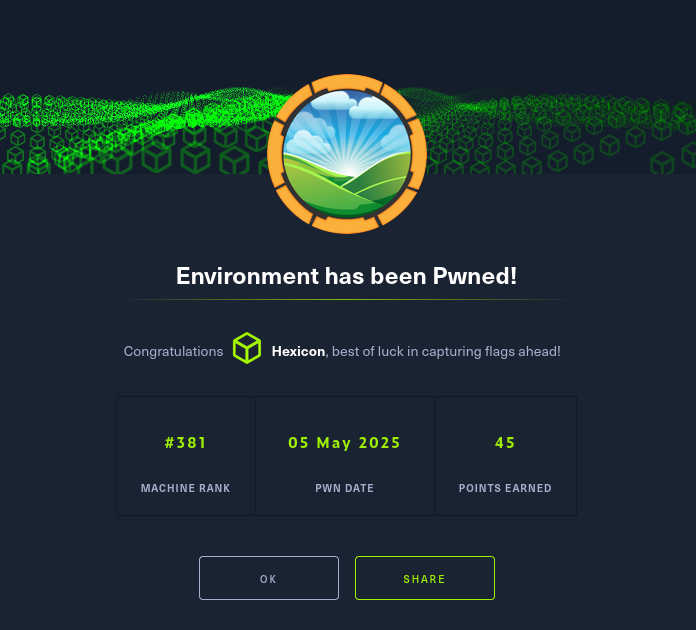 Environment has been Pwned!
Congratulations Hexicon, best of luck in capturing flags ahead!
#381 05 May 2025 45
MACHINE RANK PWN DATE POINTS EARNED
OK SHARE